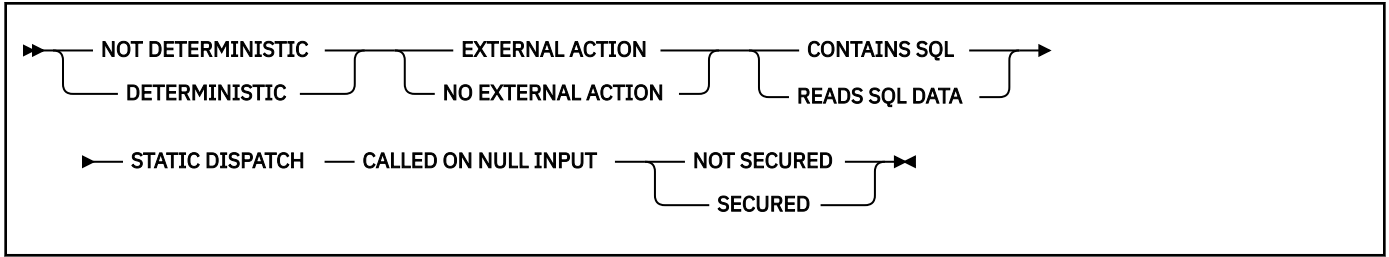 NOT DETERMINISTIC EXTERNAL ACTION CONTAINS SQL
DETERMINISTIC NO EXTERNAL ACTION READS SQL DATA
STATIC DISPATCH CALLED ON NULL INPUT NOT SECURED
SECURED